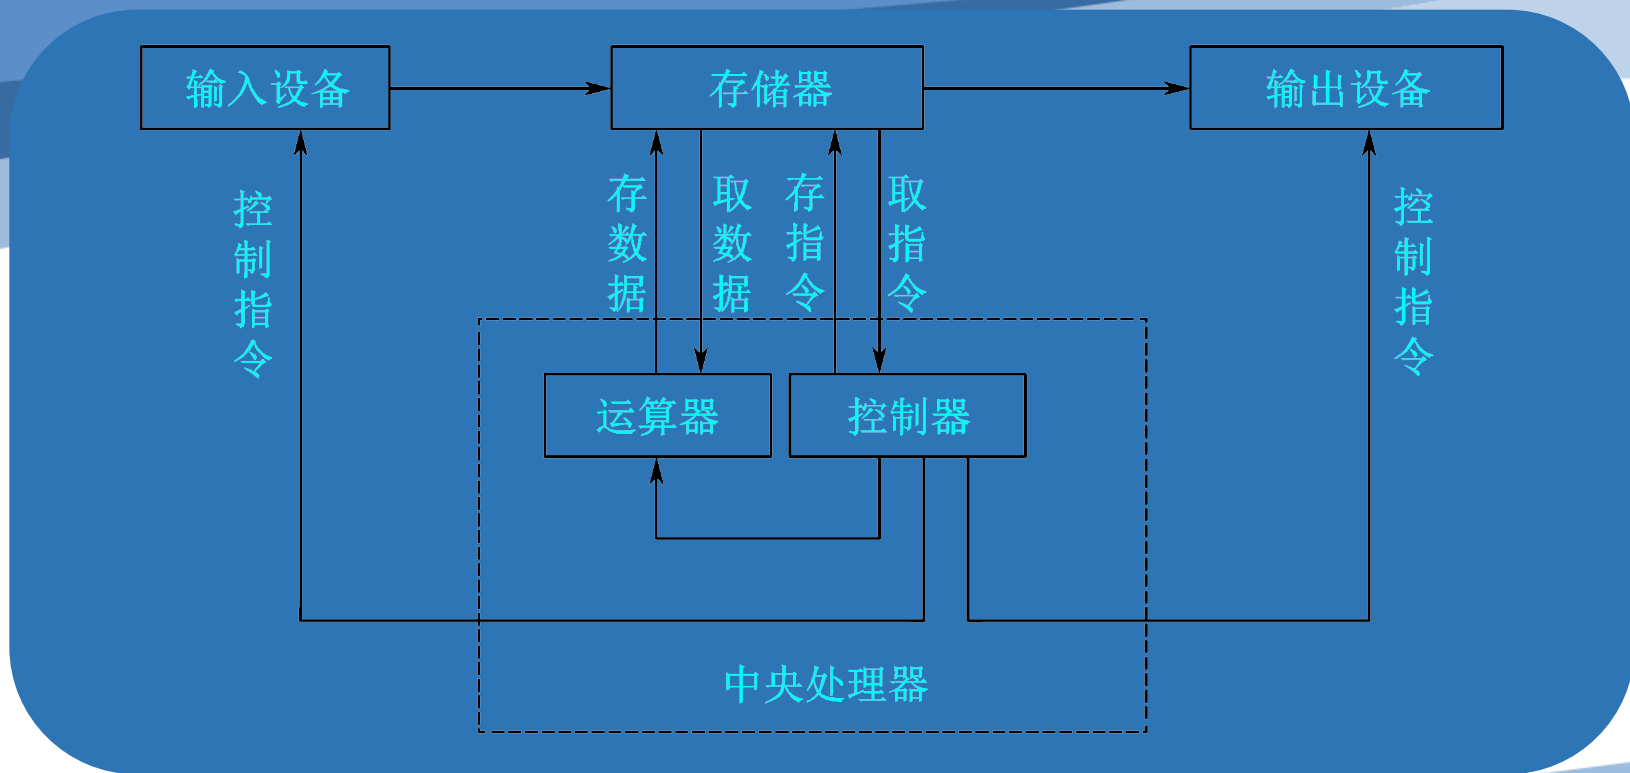 输入设备
存储器
输出设备
控制指令
存数据
取数据
存指令
取指令
控制指令
运算器
控制器
中央处理器